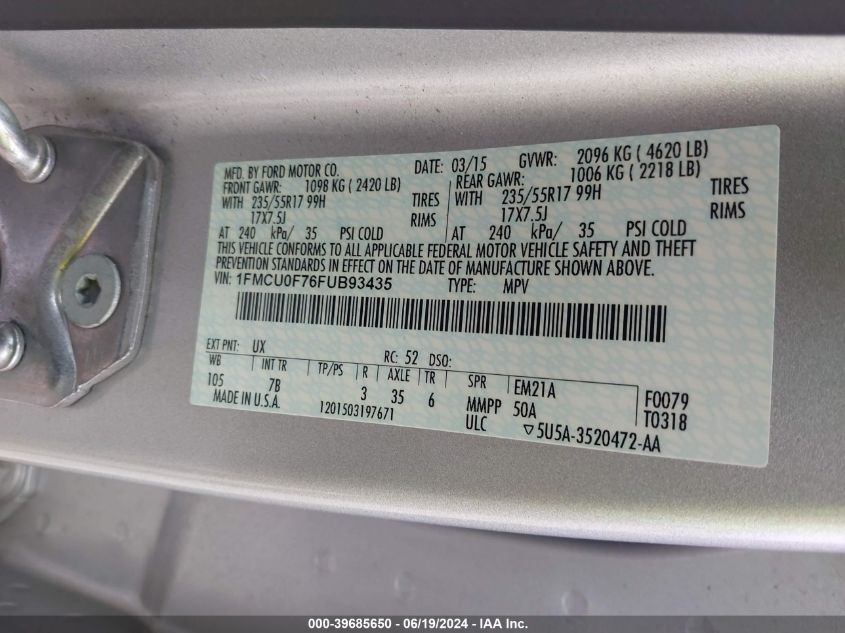 MFD. BY FORD MOTOR CO. DATE: 03/15 GVWR: 2096 KG ( 4620 LB)
FRONT GAWR: 1098 KG ( 2420 LB) REAR GAWR: 1006 KG ( 2218 LB)
WITH 235/55R17 99H TIRES WITH 235/55R17 99H TIRES
17X7.5J RIMS 17X7.5J RIMS
AT 240 kPa/ 35 PSI COLD AT 240 kPa/ 35 PSI COLD
THIS VEHICLE CONFORMS TO ALL APPLICABLE FEDERAL MOTOR VEHICLE SAFETY AND THEFT
PREVENTION STANDARDS IN EFFECT ON THE DATE OF MANUFACTURE SHOWN ABOVE.
VIN: 1FMCU0F76FUB93435 TYPE: MPV
EXT PNT: UX RC: 52 DSO:
WB INT TR TP/PS R AXLE TR SPR EM21A F0079
105 7B 3 35 6 MMPP 50A T0318
MADE IN U.S.A. 1201503197671 ULC ▽5U5A-3520472-AA
000-39685650 - 06/19/2024 - IAA Inc.